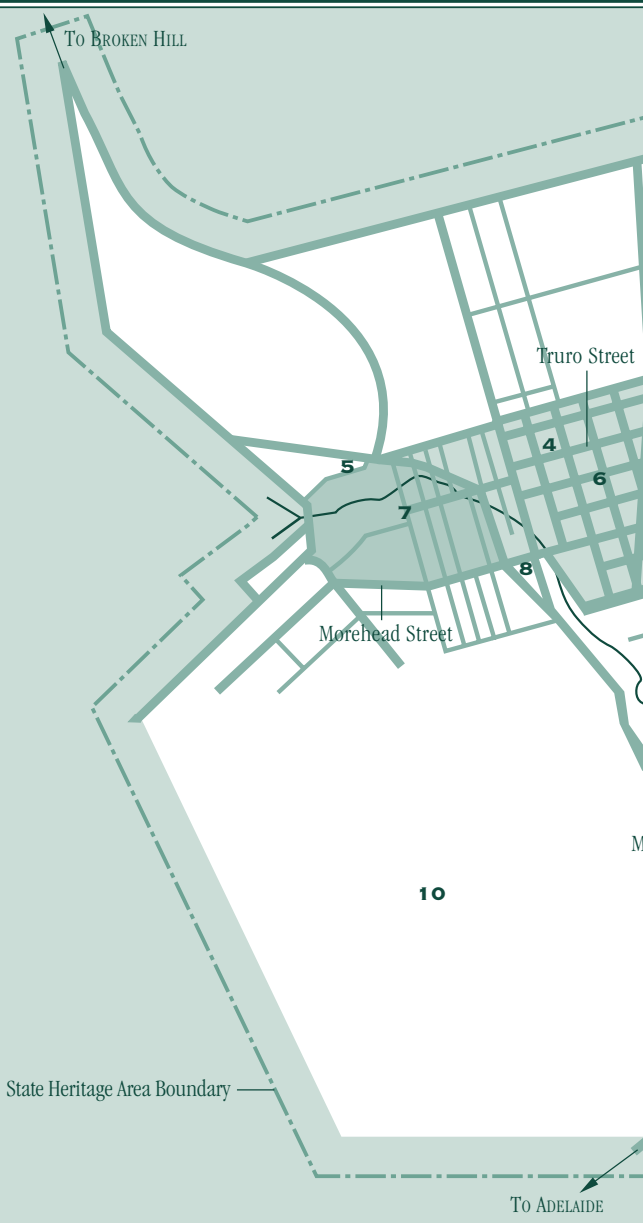 To Broken Hill
Truro Street
4
5
6
7
8
Morehead Street
M
10
State Heritage Area Boundary
To Adelaide